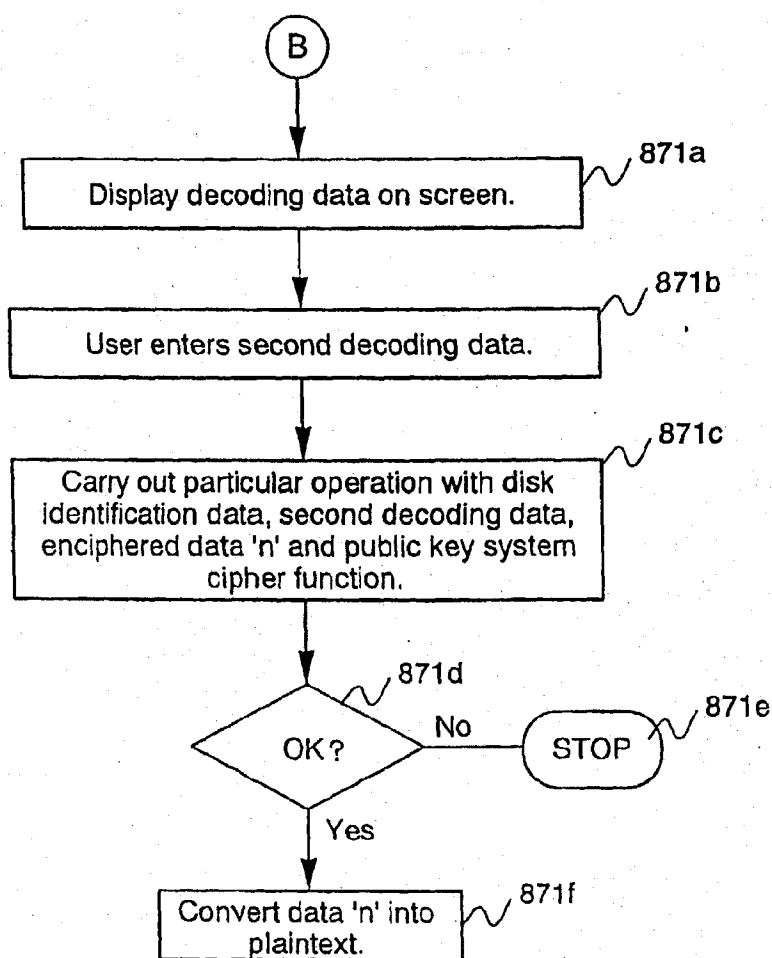 B
871a
Display decoding data on screen.
871b
User enters second decoding data.
871c
Carry out particular operation with disk
identification data, second decoding data,
enciphered data 'n' and public key system
cipher function.
871d
OK?
No
STOP
871e
Yes
871f
Convert data 'n' into
plaintext.